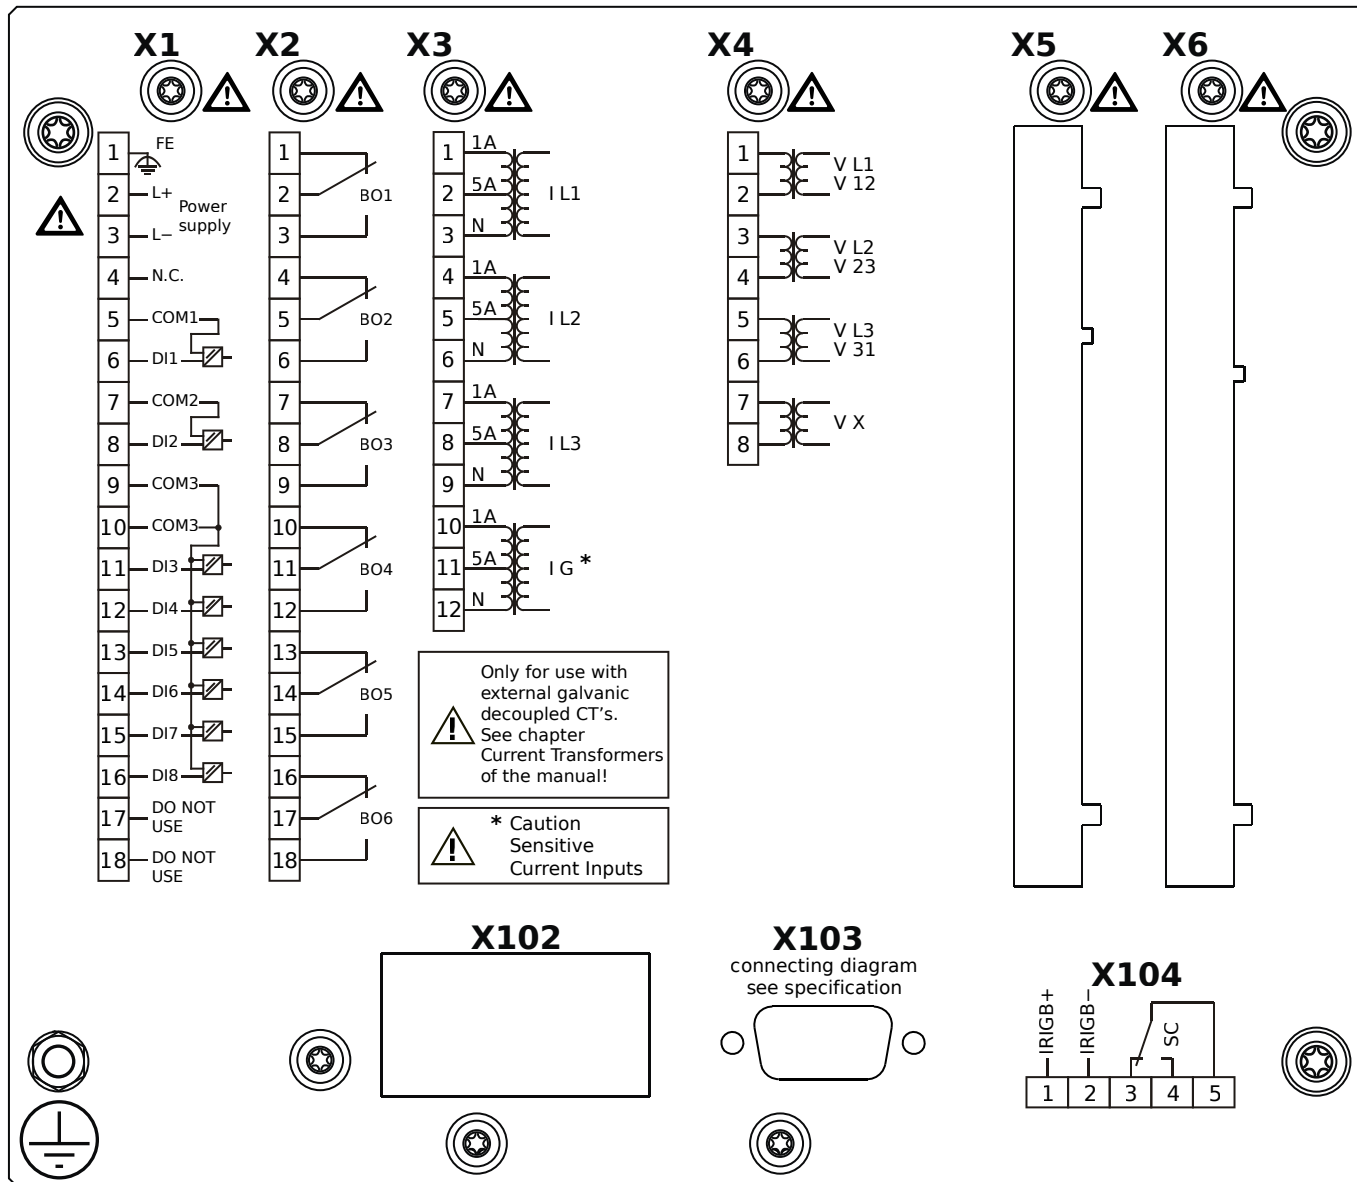 X1
X2
X3
X4
X5
X6
1 FE
2 L+
Power
supply
3 L−
4 N.C.
5 COM1
6 DI1
7 COM2
8 DI2
9 COM3
10 COM3
11 DI3
12 DI4
13 DI5
14 DI6
15 DI7
16 DI8
17 DO NOT
USE
18 DO NOT
USE
1
2 BO1
3
4
5 BO2
6
7
8 BO3
9
10
11 BO4
12
13
14 BO5
15
16
17 BO6
18
1 1A
2 5A I L1
3 N
4 1A
5 5A I L2
6 N
7 1A
8 5A I L3
9 N
10 1A
11 5A I G *
12 N
Only for use with
external galvanic
decoupled CT's.
See chapter
Current Transformers
of the manual!
* Caution
Sensitive
Current Inputs
1 V L1
2 V 12
3 V L2
4 V 23
5 V L3
6 V 31
7 V X
8
X102
X103
connecting diagram
see specification
X104
IRIGB+
IRIGB−
SC
1 2 3 4 5